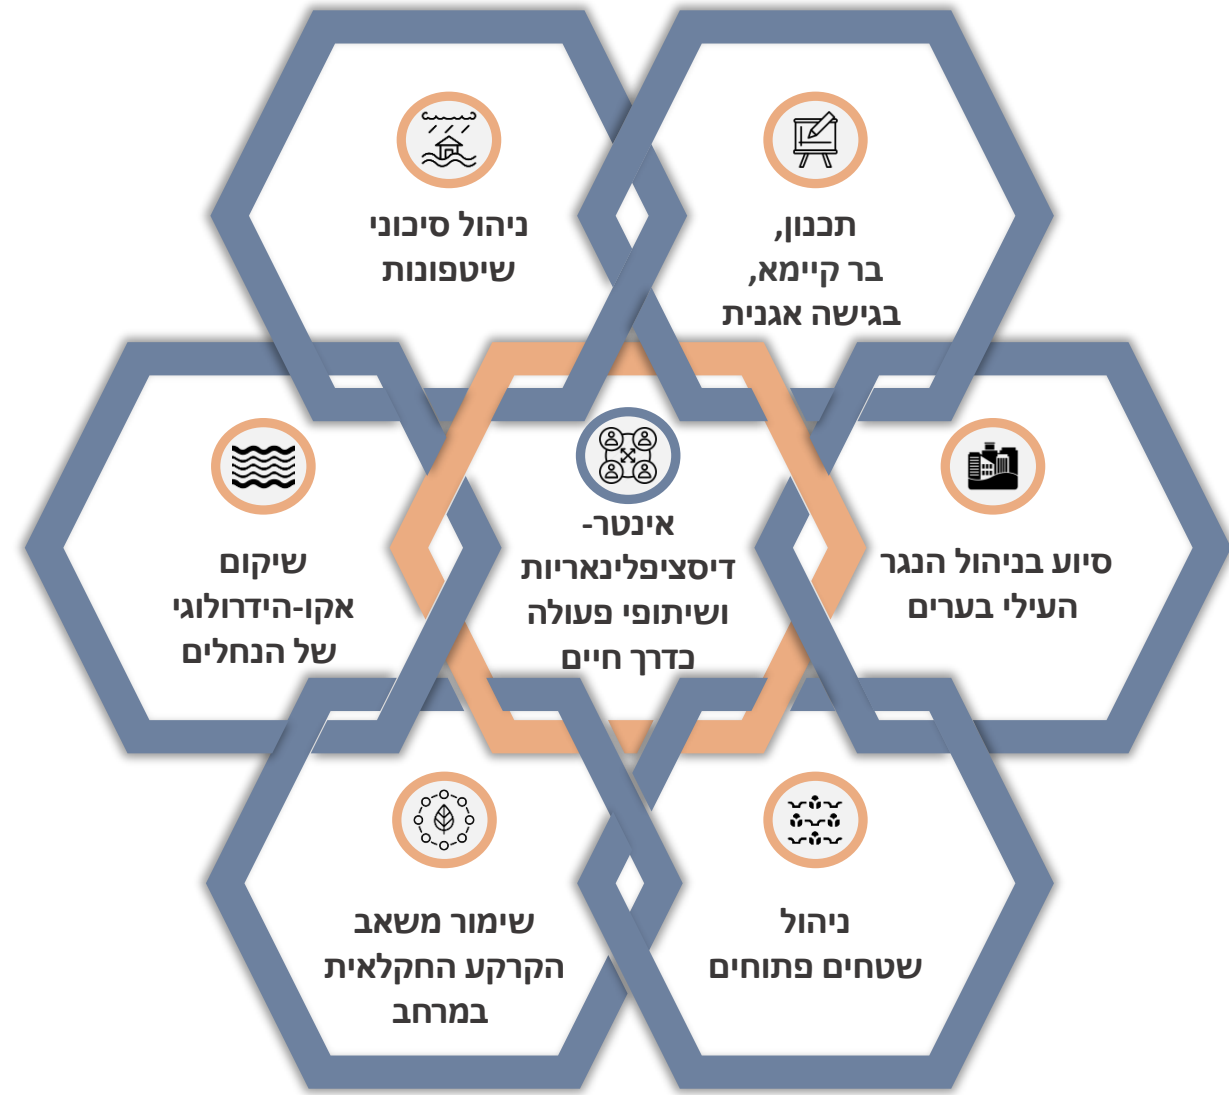 תכנון,
בר קיימא,
בגישה אגנית
ניהול סיכוני
שיטפונות
סיוע בניהול הנגר
העילי בערים
אינטר-
דיסציפלינאריות
ושיתופי פעולה
כדרך חיים
שיקום
אקו-הידרולוגי
של הנחלים
ניהול
שטחים פתוחים
שימור משאב
הקרקע החקלאית
במרחב